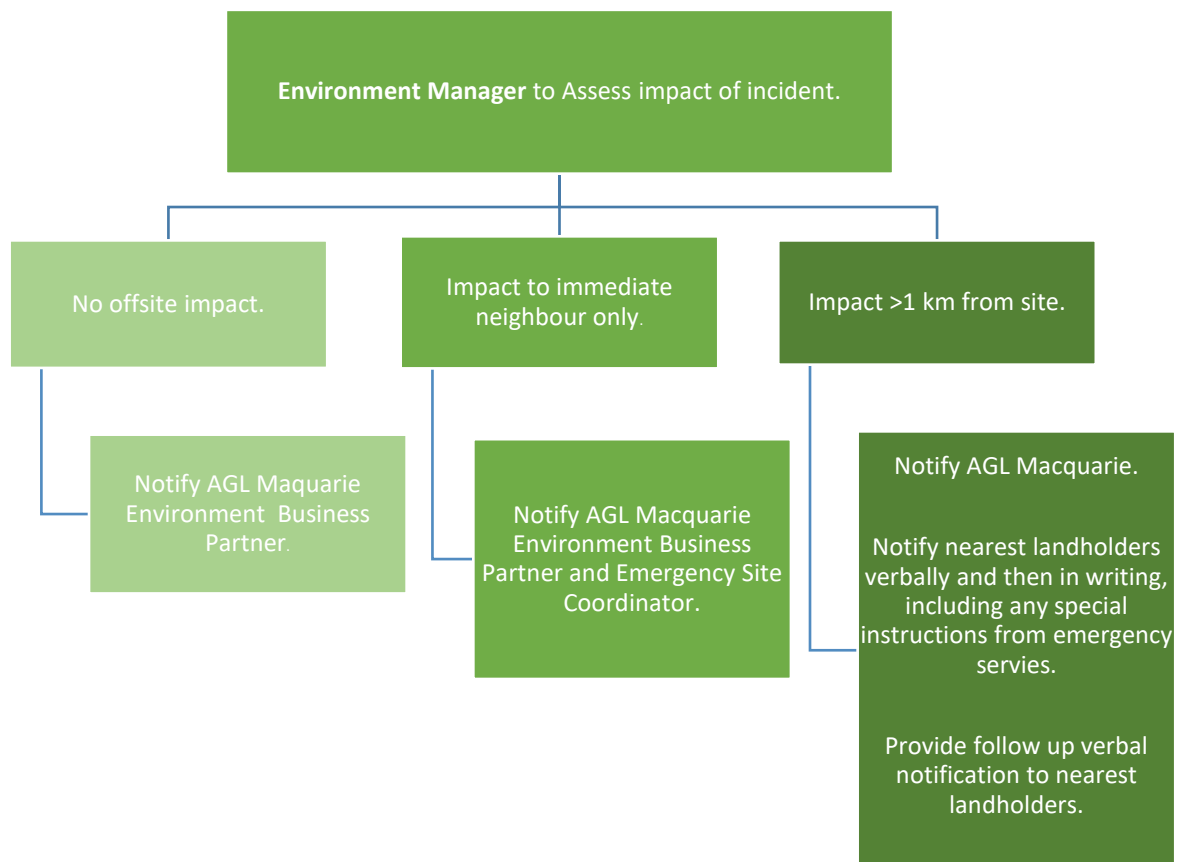 Environment Manager to Assess impact of incident.
No offsite impact.
Impact to immediate
neighbour only.
Impact >1 km from site.
Notify AGL Maquarie
Environment Business
Partner.
Notify AGL Macquarie
Environment Business
Partner and Emergency Site
Coordinator.
Notify AGL Macquarie.
Notify nearest landholders
verbally and then in writing,
including any special
instructions from emergency
servies.
Provide follow up verbal
notification to nearest
landholders.